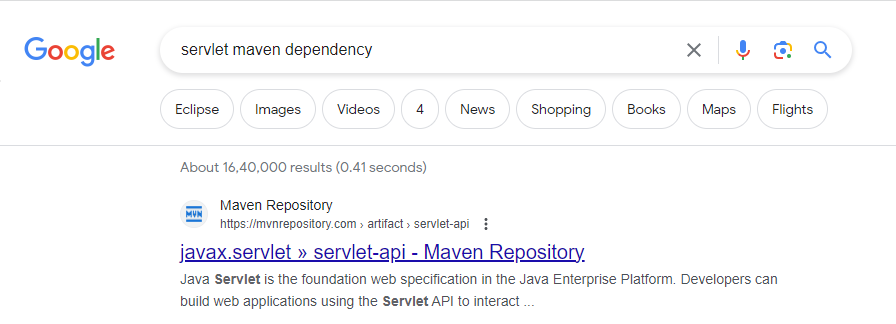 Google
servlet maven dependency
Eclipse Images Videos 4 News Shopping Books Maps Flights
About 16,40,000 results (0.41 seconds)
MVN
Maven Repository
https://mvnrepository.com › artifact › servlet-api
javax.servlet » servlet-api - Maven Repository
Java Servlet is the foundation web specification in the Java Enterprise Platform. Developers can
build web applications using the Servlet API to interact ...